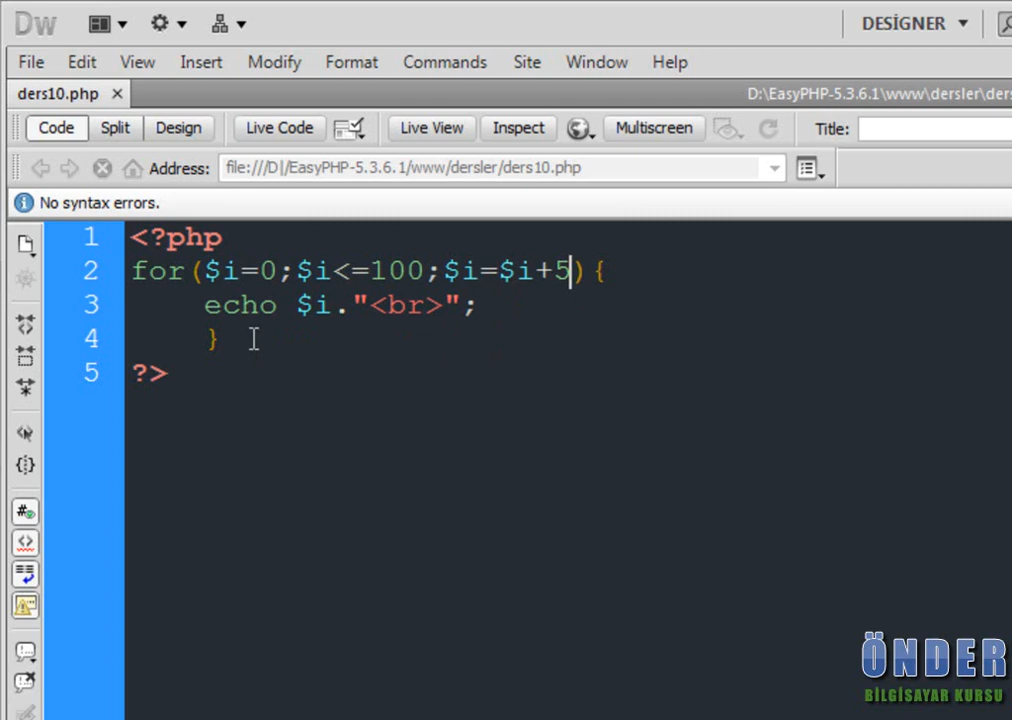 Dw DESİGNER
File Edit View Insert Modify Format Commands Site Window Help
ders10.php × D:\EasyPHP-5.3.6.1\www\dersler\ders
Code Split Design Live Code Live View Inspect Multiscreen Title:
Address: file:///D|/EasyPHP-5.3.6.1/www/dersler/ders10.php
No syntax errors.
1 <?php
2 for($i=0;$i<=100;$i=$i+5){
3 echo $i."<br>";
4 }
5 ?>
ÖNDER
BİLGİSAYAR KURSU